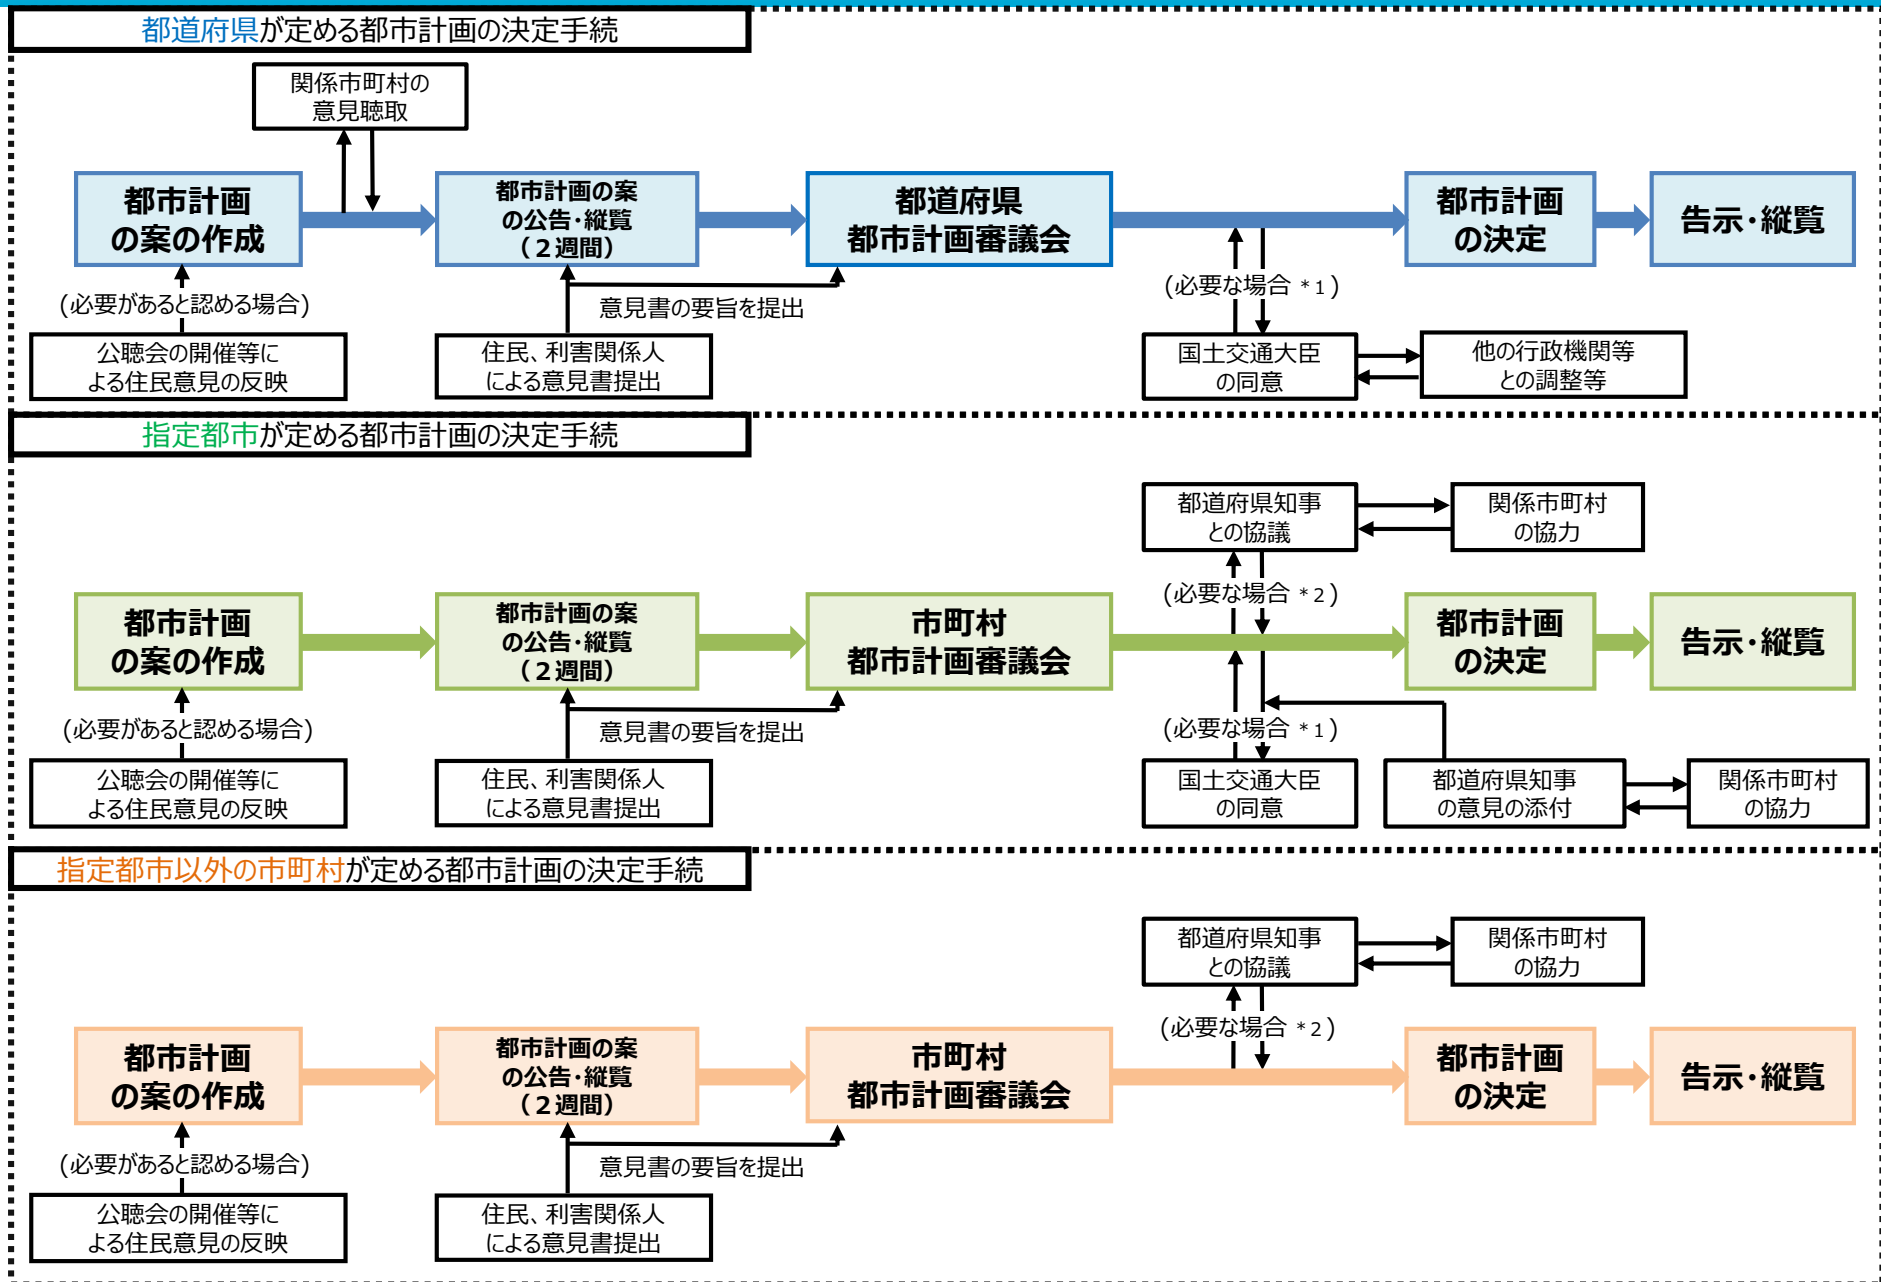 都道府県が定める都市計画の決定手続
関係市町村の
意見聴取
都市計画
の案の作成
都市計画の案
の公告・縦覧
(２週間)
都道府県
都市計画審議会
都市計画
の決定
告示・縦覧
(必要があると認める場合)
意見書の要旨を提出
(必要な場合 *1)
公聴会の開催等に
よる住民意見の反映
住民、利害関係人
による意見書提出
国土交通大臣
の同意
他の行政機関等
との調整等
指定都市が定める都市計画の決定手続
都道府県知事
との協議
関係市町村
の協力
(必要な場合 *2)
都市計画
の案の作成
都市計画の案
の公告・縦覧
(２週間)
市町村
都市計画審議会
都市計画
の決定
告示・縦覧
(必要があると認める場合)
意見書の要旨を提出
(必要な場合 *1)
公聴会の開催等に
よる住民意見の反映
住民、利害関係人
による意見書提出
国土交通大臣
の同意
都道府県知事
の意見の添付
関係市町村
の協力
指定都市以外の市町村が定める都市計画の決定手続
都道府県知事
との協議
関係市町村
の協力
(必要な場合 *2)
都市計画
の案の作成
都市計画の案
の公告・縦覧
(２週間)
市町村
都市計画審議会
都市計画
の決定
告示・縦覧
(必要があると認める場合)
意見書の要旨を提出
公聴会の開催等に
よる住民意見の反映
住民、利害関係人
による意見書提出